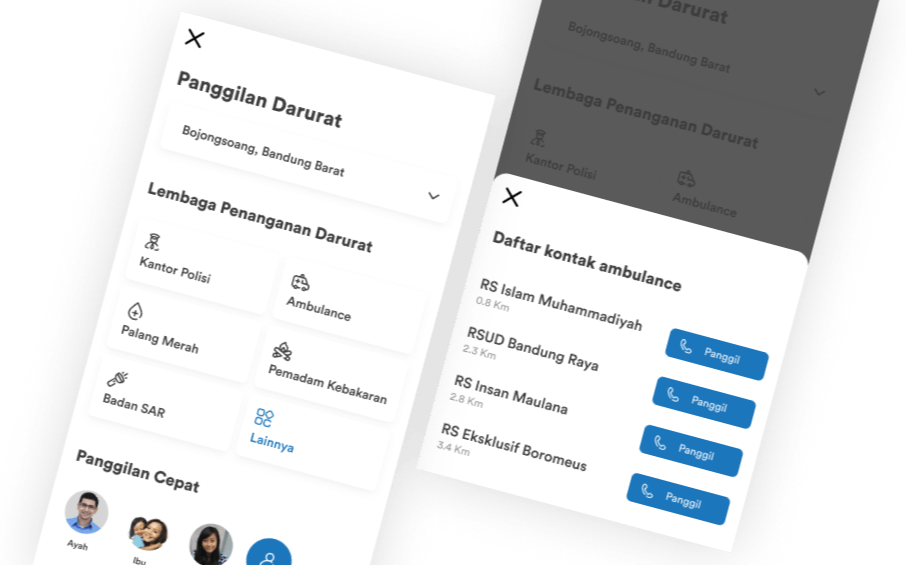 Panggilan Darurat
Bojongsoang, Bandung Barat
Lembaga Penanganan Darurat
Kantor Polisi
Ambulance
Palang Merah
Pemadam Kebakaran
Badan SAR
Lainnya
Panggilan Cepat
Ayah
Ibu
Darurat
Bojongsoang, Bandung Barat
Lembaga Penanganan Darurat
Kantor Polisi
Ambulance
Daftar kontak ambulance
RS Islam Muhammadiyah
0.8 Km
Panggil
RSUD Bandung Raya
2.3 Km
Panggil
RS Insan Maulana
2.8 Km
Panggil
RS Eksklusif Boromeus
3.4 Km
Panggil